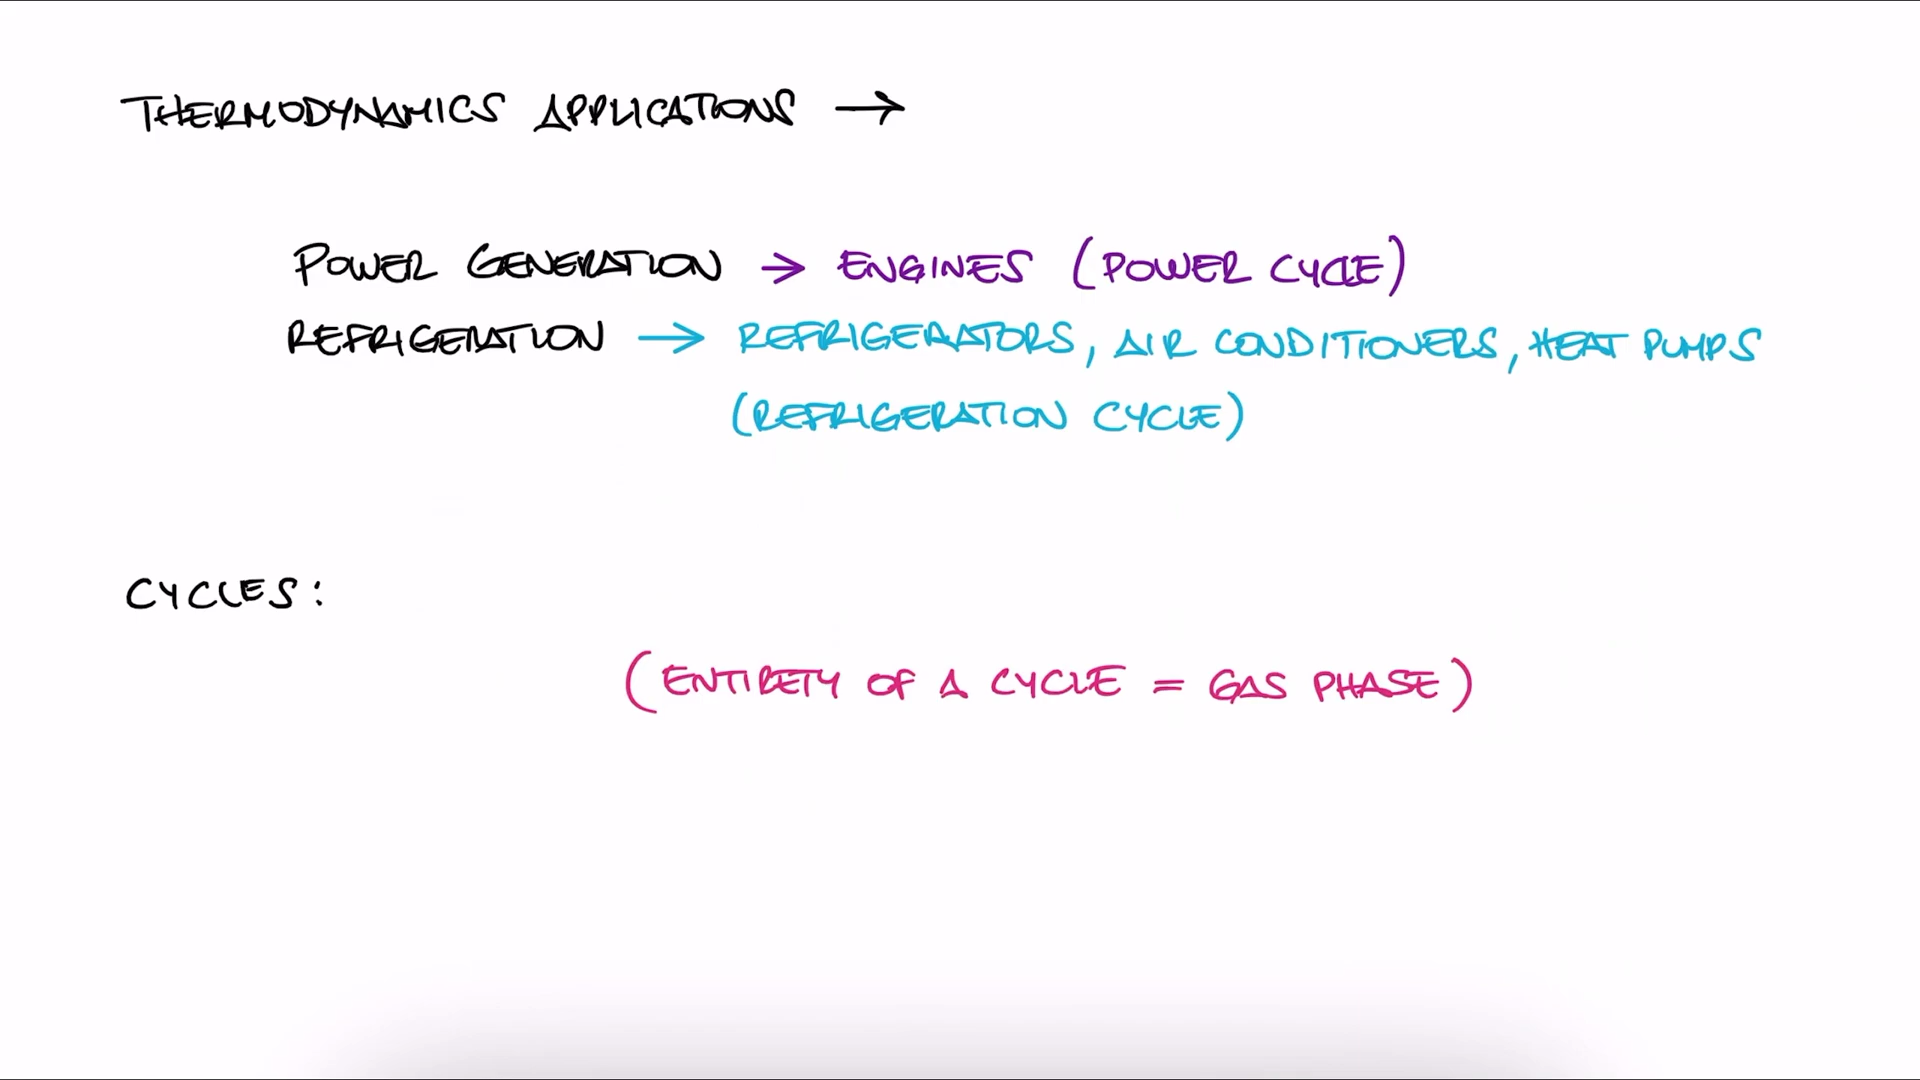 THERMODYNAMICS APPLICATIONS →
POWER GENERATION → ENGINES (POWER CYCLE)
REFRIGERATION → REFRIGERATORS, AIR CONDITIONERS, HEAT PUMPS
(REFRIGERATION CYCLE)
CYCLES:
(ENTIRETY OF A CYCLE = GAS PHASE)